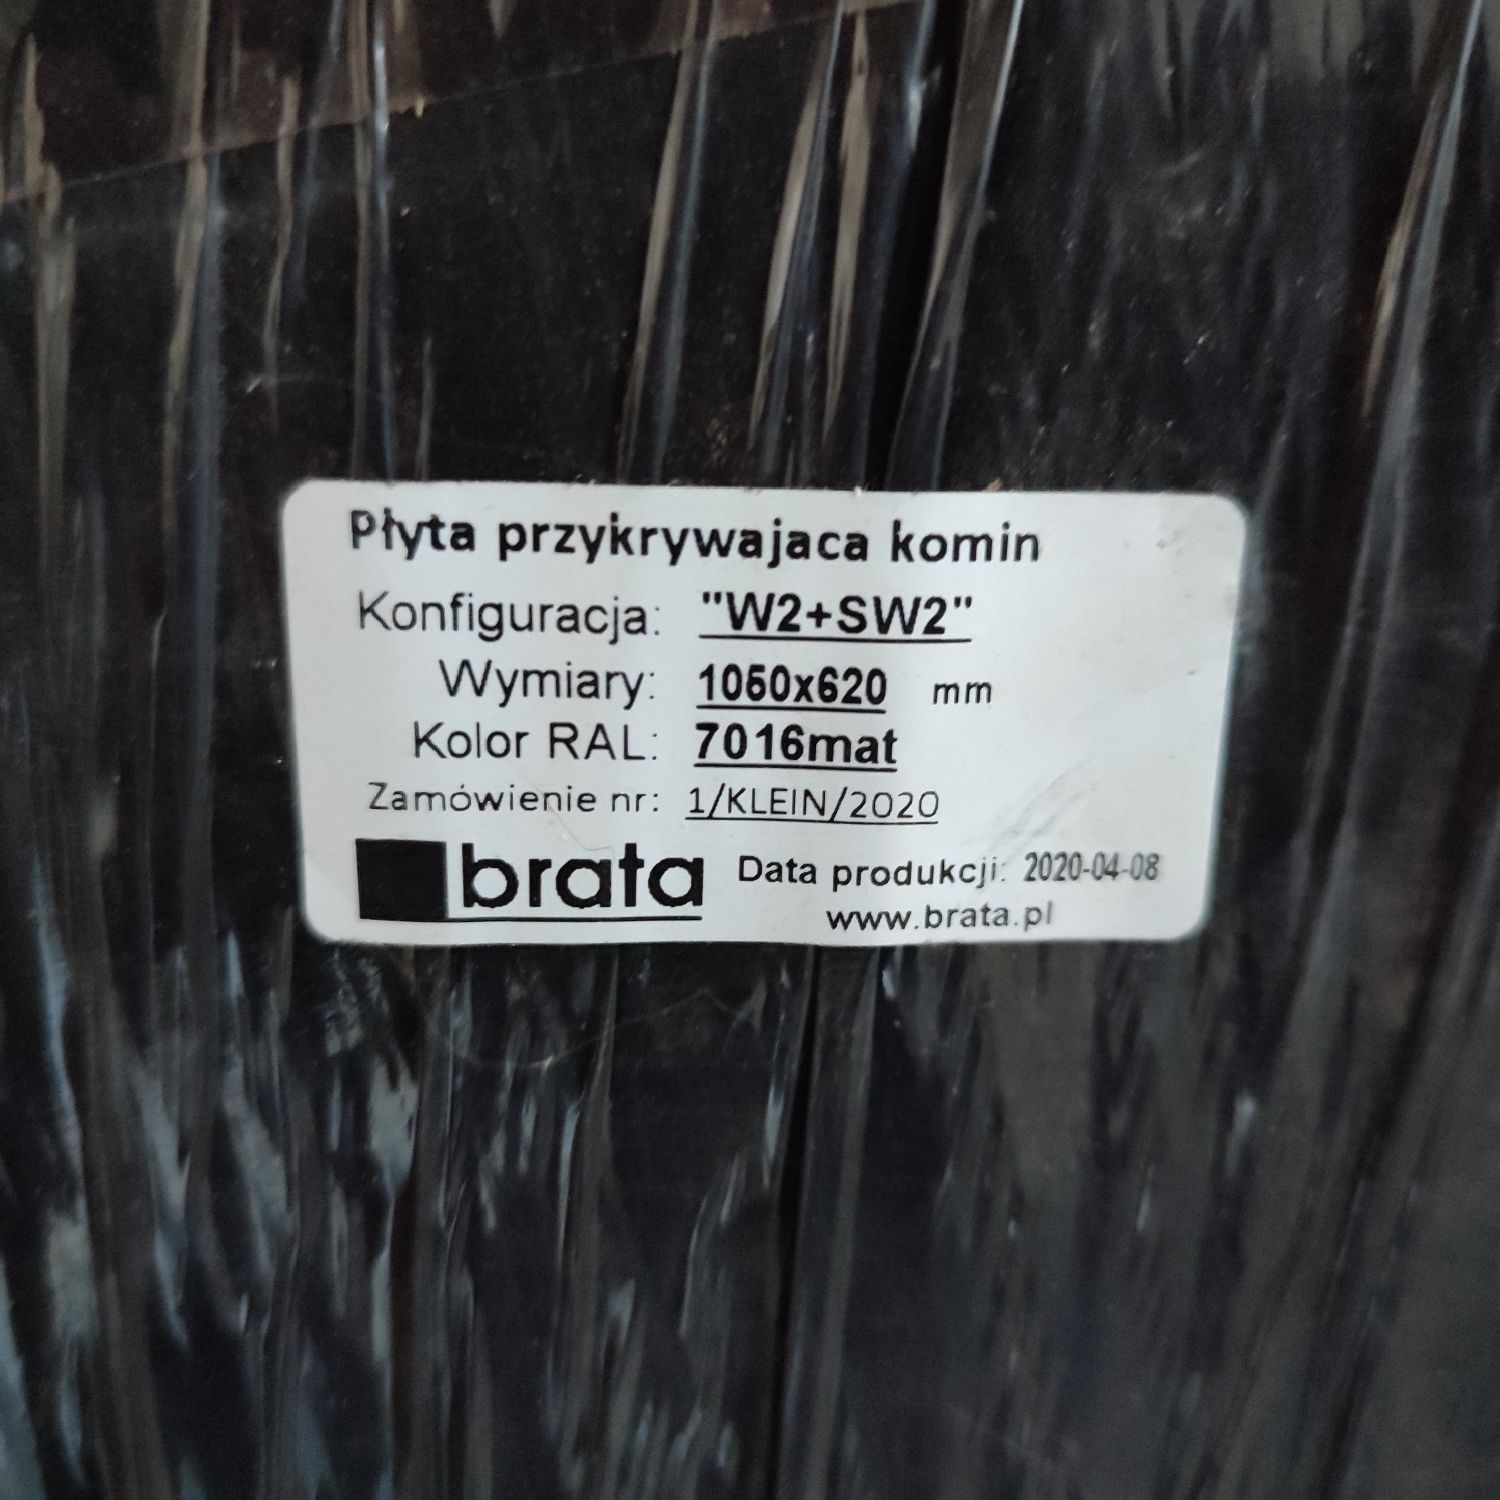 Płyta przykrywajaca komin
Konfiguracja: "W2+SW2"
Wymiary: 1060x620 mm
Kolor RAL: 7016mat
Zamówienie nr: 1/KLEIN/2020
brata Data produkcji: 2020-04-08
www.brata.pl